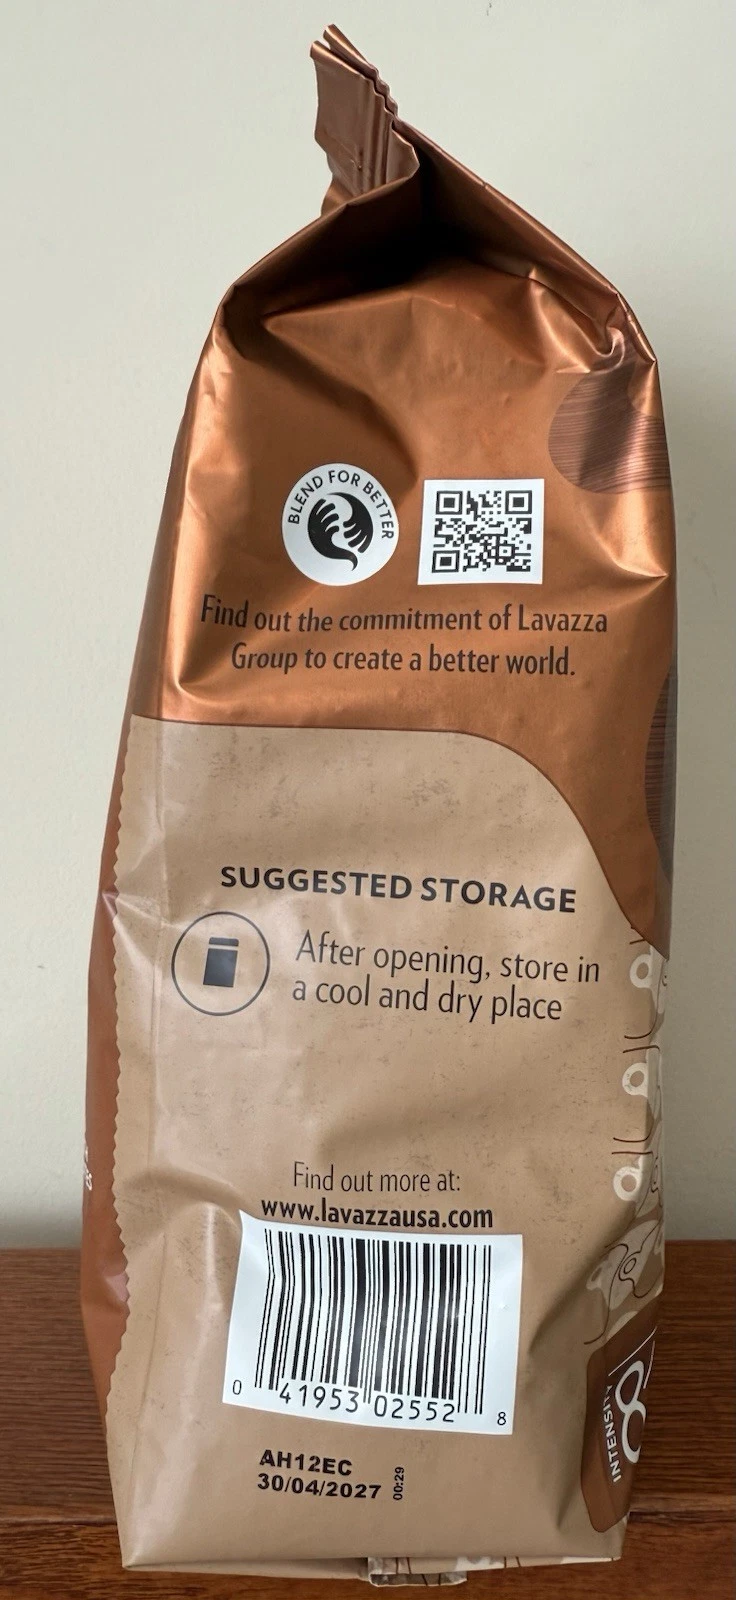 BLEND FOR BETTER
Find out the commitment of Lavazza
Group to create a better world.
SUGGESTED STORAGE
After opening, store in
a cool and dry place
Find out more at:
www.lavazzausa.com
0 41953 02552 8
AH12EC
30/04/2027 00:29
INTENSITY
8